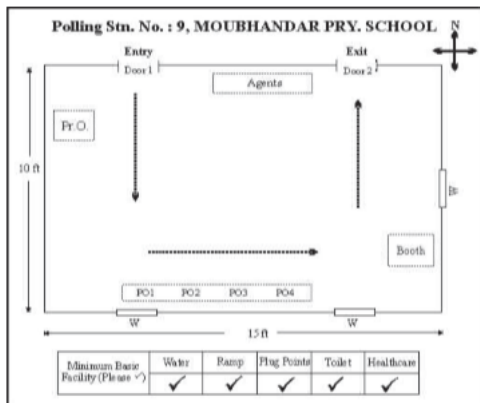 Polling Stn. No. : 9, MOUBHANDAR PRY. SCHOOL
N
Entry Exit
Door 1 Door 2
Agents
Pr.O.
10 ft
W
Booth
PO1 PO2 PO3 PO4
W W
15 ft
Minimum Basic Facility (Please ✓) Water Ramp Plug Points Toilet Healthcare
✓ ✓ ✓ ✓ ✓